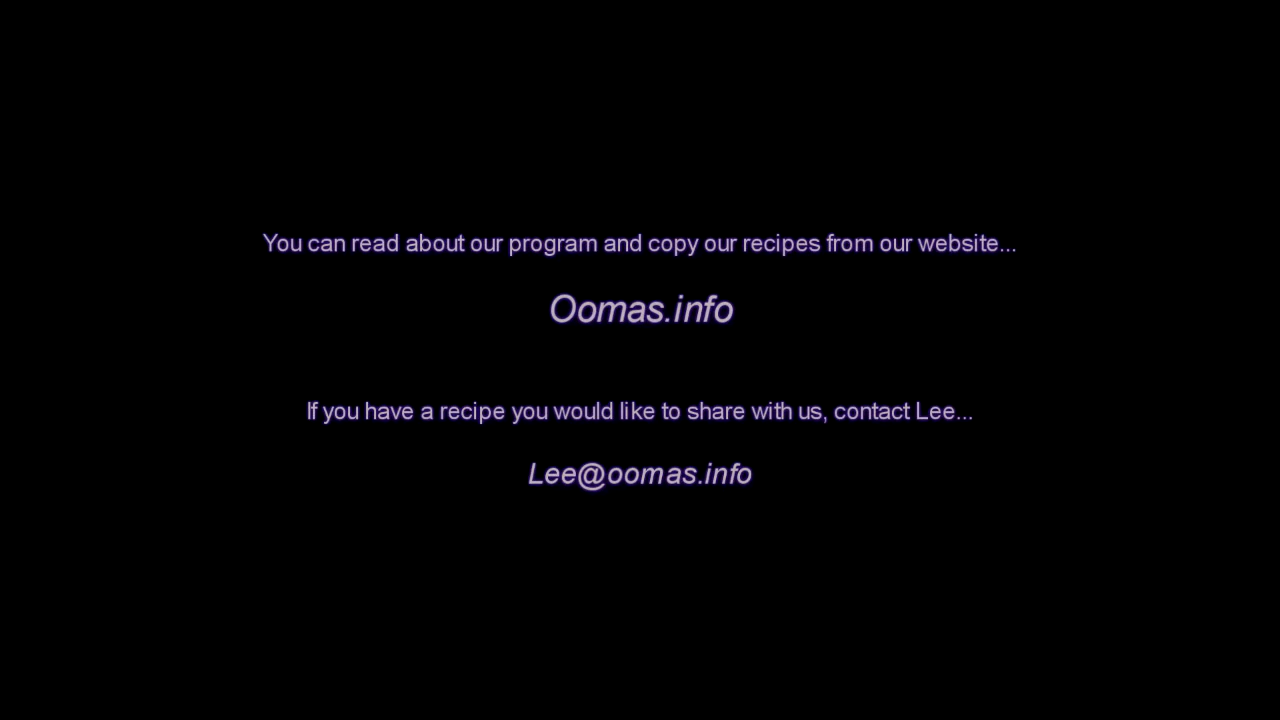 You can read about our program and copy our recipes from our website...
Oomas.info
If you have a recipe you would like to share with us, contact Lee...
Lee@oomas.info